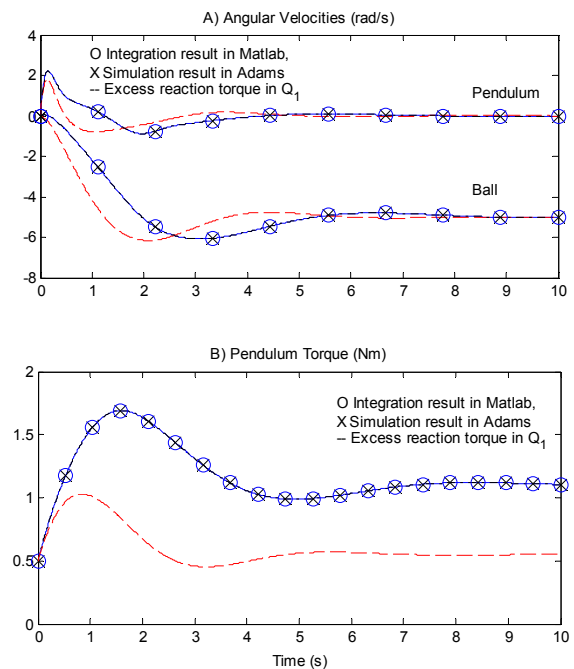 A) Angular Velocities (rad/s)
4
2
0
-2
-4
-6
-8
O Integration result in Matlab,
X Simulation result in Adams
-- Excess reaction torque in Q1
Pendulum
Ball
0 1 2 3 4 5 6 7 8 9 10
B) Pendulum Torque (Nm)
2
1.5
1
0.5
0
O Integration result in Matlab,
X Simulation result in Adams
-- Excess reaction torque in Q1
0 1 2 3 4 5 6 7 8 9 10
Time (s)